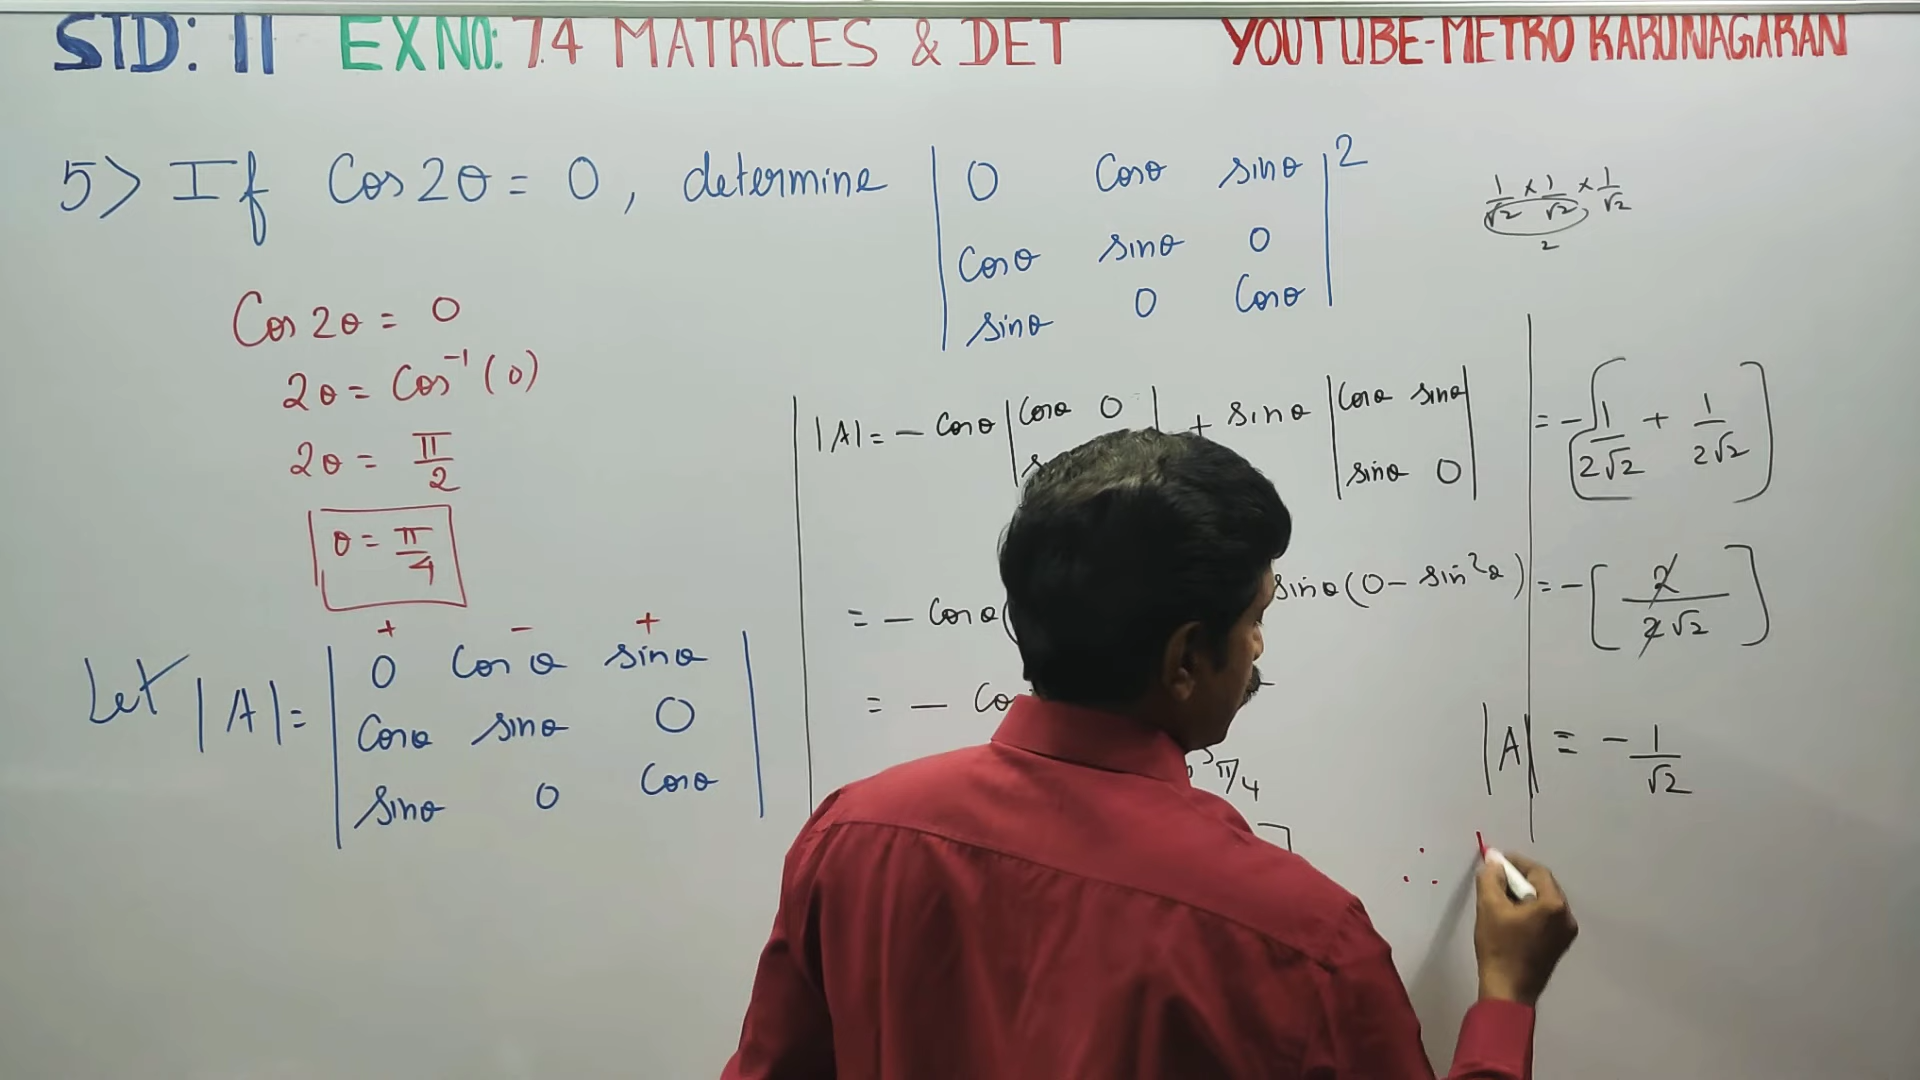 STD: 11 EX NO: 7.4 MATRICES & DET YOUTUBE-METRO KARUNAGARAN
5> If Cos 2θ = 0, determine | 0 Cosθ sinθ |²
Cosθ sinθ 0
sinθ 0 Cosθ
1/√2 × 1/√2 × 1/√2
2
Cos 2θ = 0
2θ = Cos⁻¹(0)
2θ = π/2
θ = π/4
+ − +
Let |A| = | 0 Cosθ sinθ |
Cosθ sinθ 0
sinθ 0 Cosθ
|A| = − Cosθ | Cosθ 0 | + sinθ | Cosθ sinθ |
sinθ 0
= − Cosθ( sinθ(0 − sin²θ)
= −
π/4
= −[ 1/2√2 + 1/2√2 ]
= −[ 2/2√2 ]
|A| = − 1/√2
∴